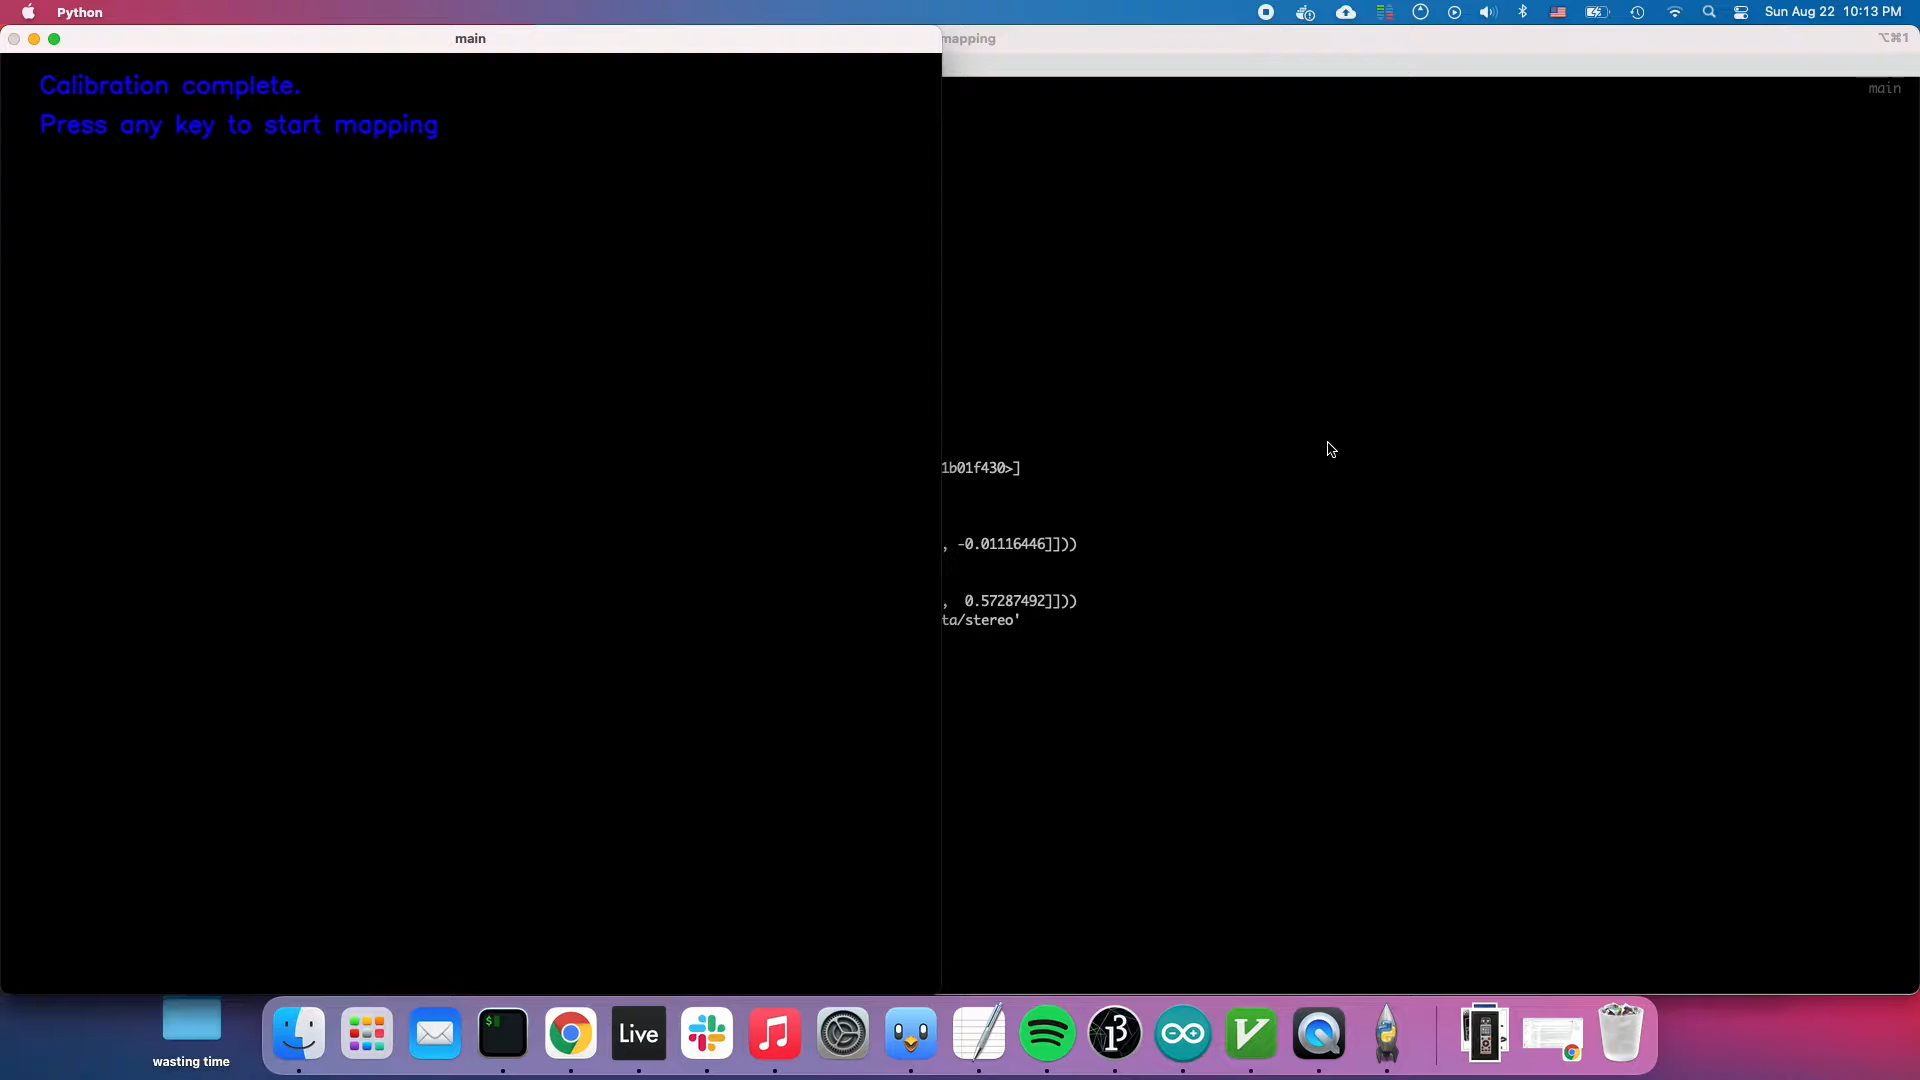 Python
Sun Aug 22 10:13 PM
main
mapping
⌥⌘1
Calibration complete.
Press any key to start mapping
main
1b01f430>]
, -0.01116446]]))
, 0.57287492]]))
ta/stereo'
wasting time
$
Live